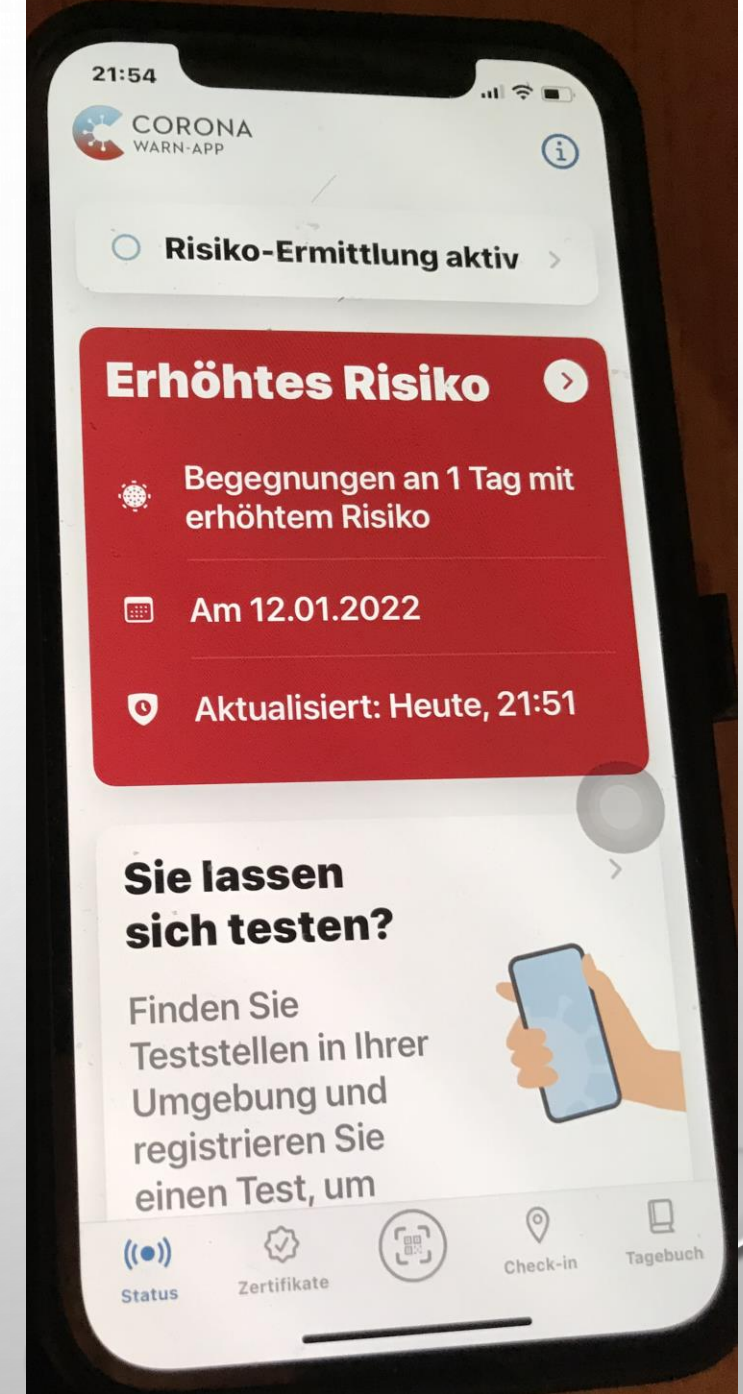 21:54
CORONA
WARN-APP
Risiko-Ermittlung aktiv
Erhöhtes Risiko
Begegnungen an 1 Tag mit
erhöhtem Risiko
Am 12.01.2022
Aktualisiert: Heute, 21:51
Sie lassen
sich testen?
Finden Sie
Teststellen in Ihrer
Umgebung und
registrieren Sie
einen Test, um
Status
Zertifikate
Check-in
Tagebuch